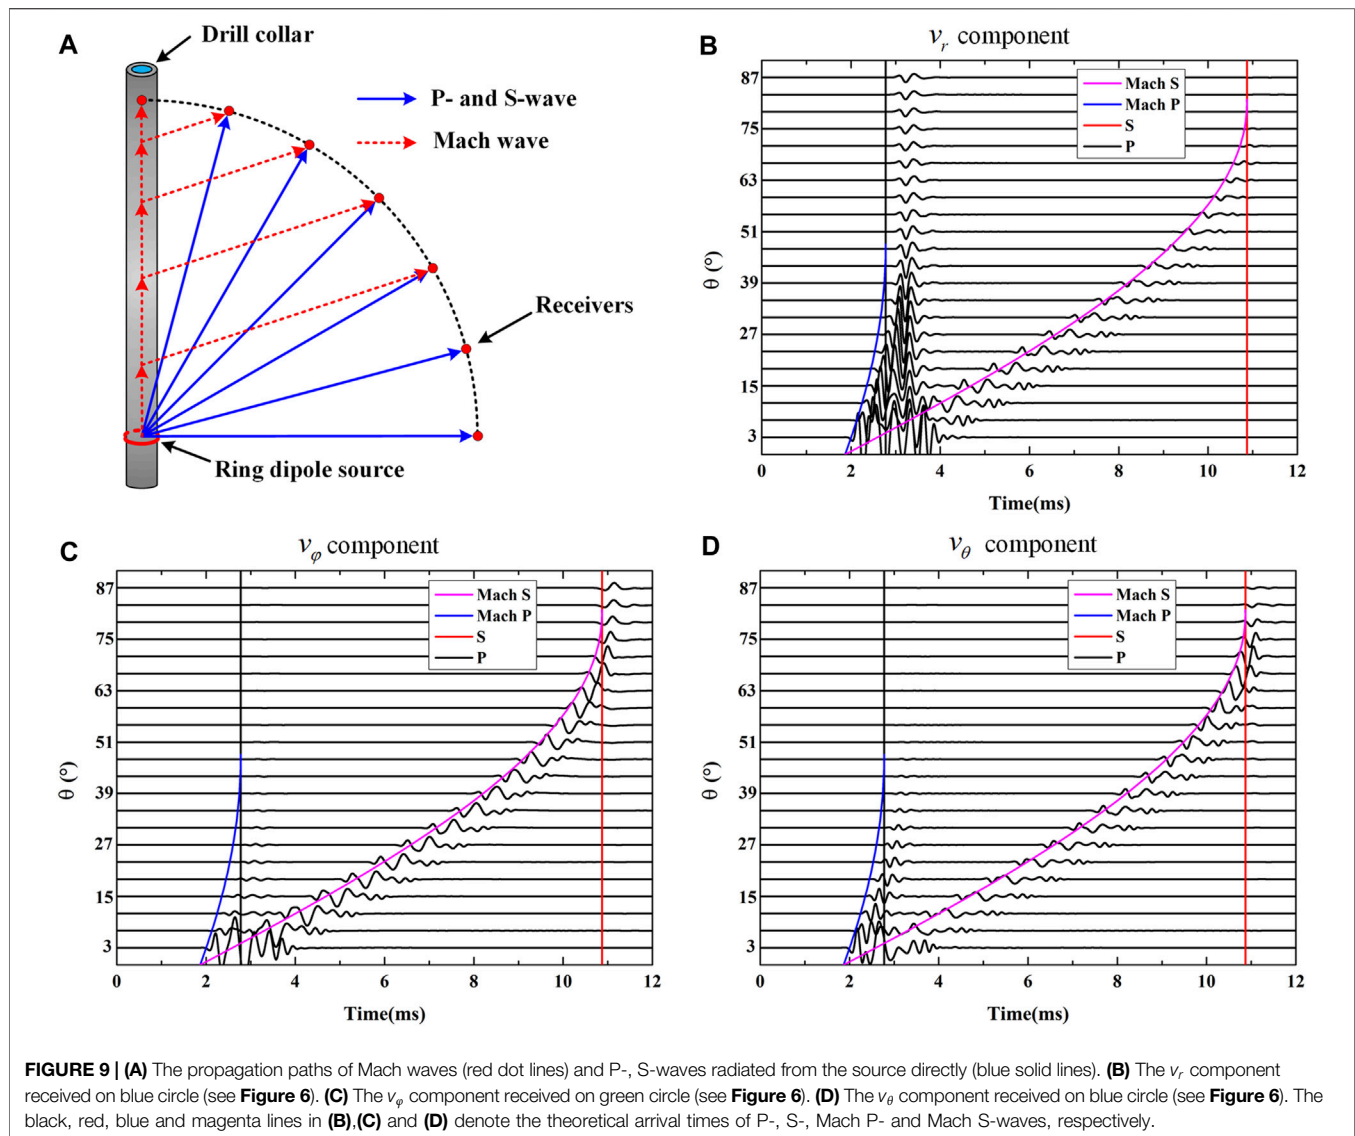 A
Drill collar
P- and S-wave
Mach wave
Receivers
Ring dipole source
B
v_r component
87
75
63
51
39
27
15
3
θ (°)
Mach S
Mach P
S
P
0 2 4 6 8 10 12
Time(ms)
C
v_φ component
87
75
63
51
39
27
15
3
θ (°)
Mach S
Mach P
S
P
0 2 4 6 8 10 12
Time(ms)
D
v_θ component
87
75
63
51
39
27
15
3
θ (°)
Mach S
Mach P
S
P
0 2 4 6 8 10 12
Time(ms)
FIGURE 9 | (A) The propagation paths of Mach waves (red dot lines) and P-, S-waves radiated from the source directly (blue solid lines). (B) The v_r component
received on blue circle (see Figure 6). (C) The v_φ component received on green circle (see Figure 6). (D) The v_θ component received on blue circle (see Figure 6). The
black, red, blue and magenta lines in (B),(C) and (D) denote the theoretical arrival times of P-, S-, Mach P- and Mach S-waves, respectively.